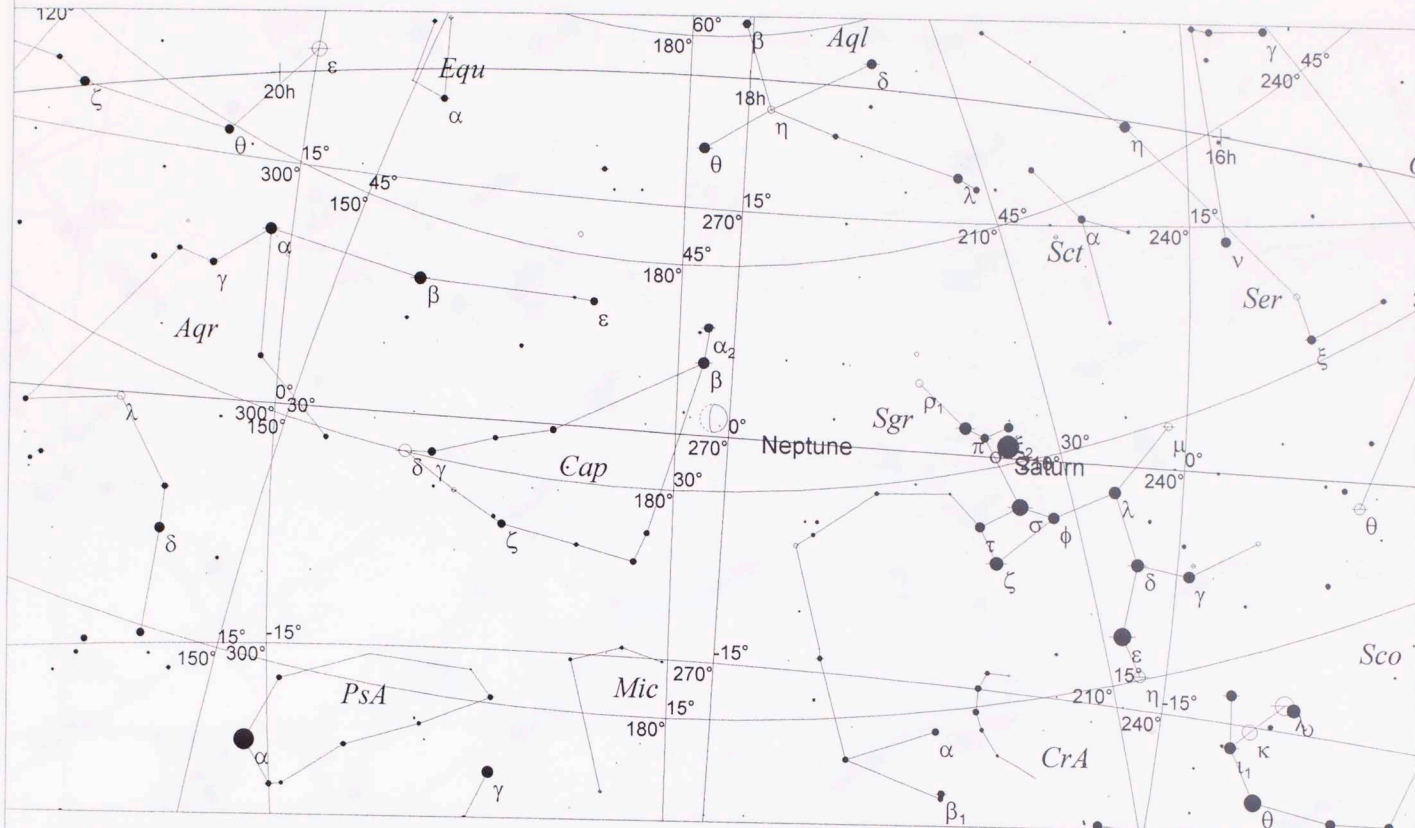 120°
60°
180°
β
Aql
γ
240°
45°
ε
Equ
δ
ζ
20h
α
18h
η
η
16h
θ
θ
15°
300°
45°
150°
λ
15°
270°
45°
210°
α
Sct
15°
240°
ν
α
γ
β
45°
180°
Ser
ε
Aqr
α₂
β
ξ
λ
0°
300°
30°
150°
ρ₁
Sgr
0°
270°
Neptune
π
ο
ξ₂
30°
μ
0°
Saturn
240°
δ
γ
Cap
30°
180°
λ
θ
δ
ζ
σ
φ
τ
ζ
δ
γ
ε
15°
-15°
150°
300°
-15°
270°
Sco
15°
η
PsA
Mic
15°
180°
210°
-15°
240°
λ
υ
α
α
CrA
κ
ι₁
γ
β₁
θ